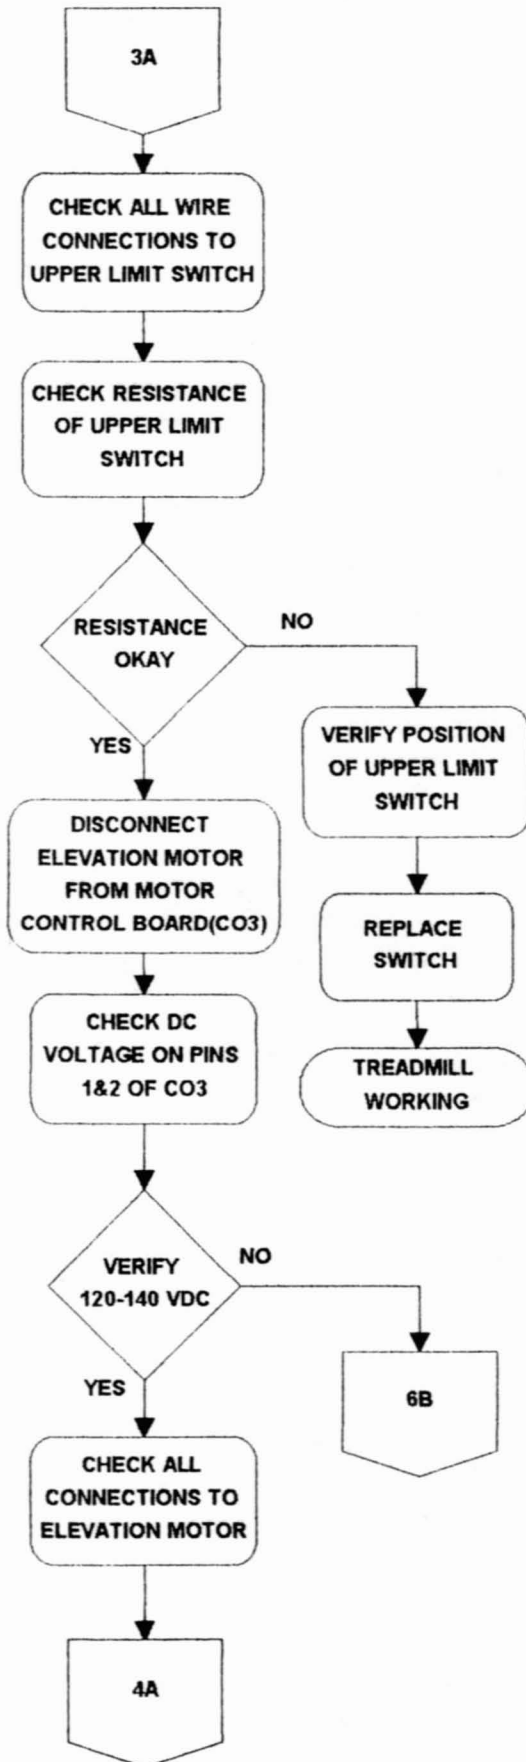 3A
CHECK ALL WIRE
CONNECTIONS TO
UPPER LIMIT SWITCH
CHECK RESISTANCE
OF UPPER LIMIT
SWITCH
RESISTANCE
OKAY
NO
YES
VERIFY POSITION
OF UPPER LIMIT
SWITCH
DISCONNECT
ELEVATION MOTOR
FROM MOTOR
CONTROL BOARD(CO3)
REPLACE
SWITCH
CHECK DC
VOLTAGE ON PINS
1&2 OF CO3
TREADMILL
WORKING
VERIFY
120-140 VDC
NO
YES
6B
CHECK ALL
CONNECTIONS TO
ELEVATION MOTOR
4A